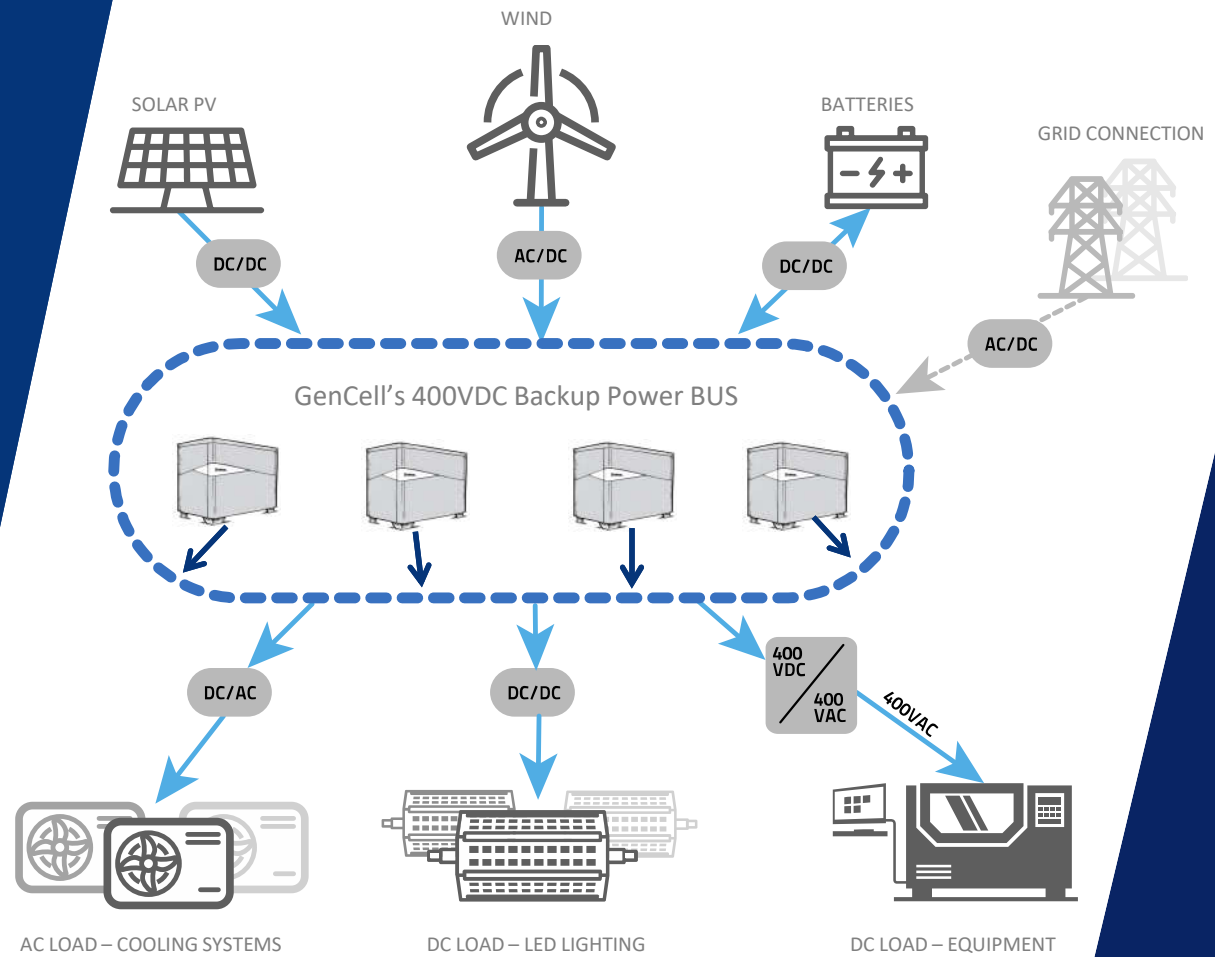 WIND
SOLAR PV
BATTERIES
GRID CONNECTION
DC/DC
AC/DC
DC/DC
AC/DC
GenCell’s 400VDC Backup Power BUS
DC/AC
DC/DC
400
VDC
400
VAC
400VAC
AC LOAD – COOLING SYSTEMS
DC LOAD – LED LIGHTING
DC LOAD – EQUIPMENT